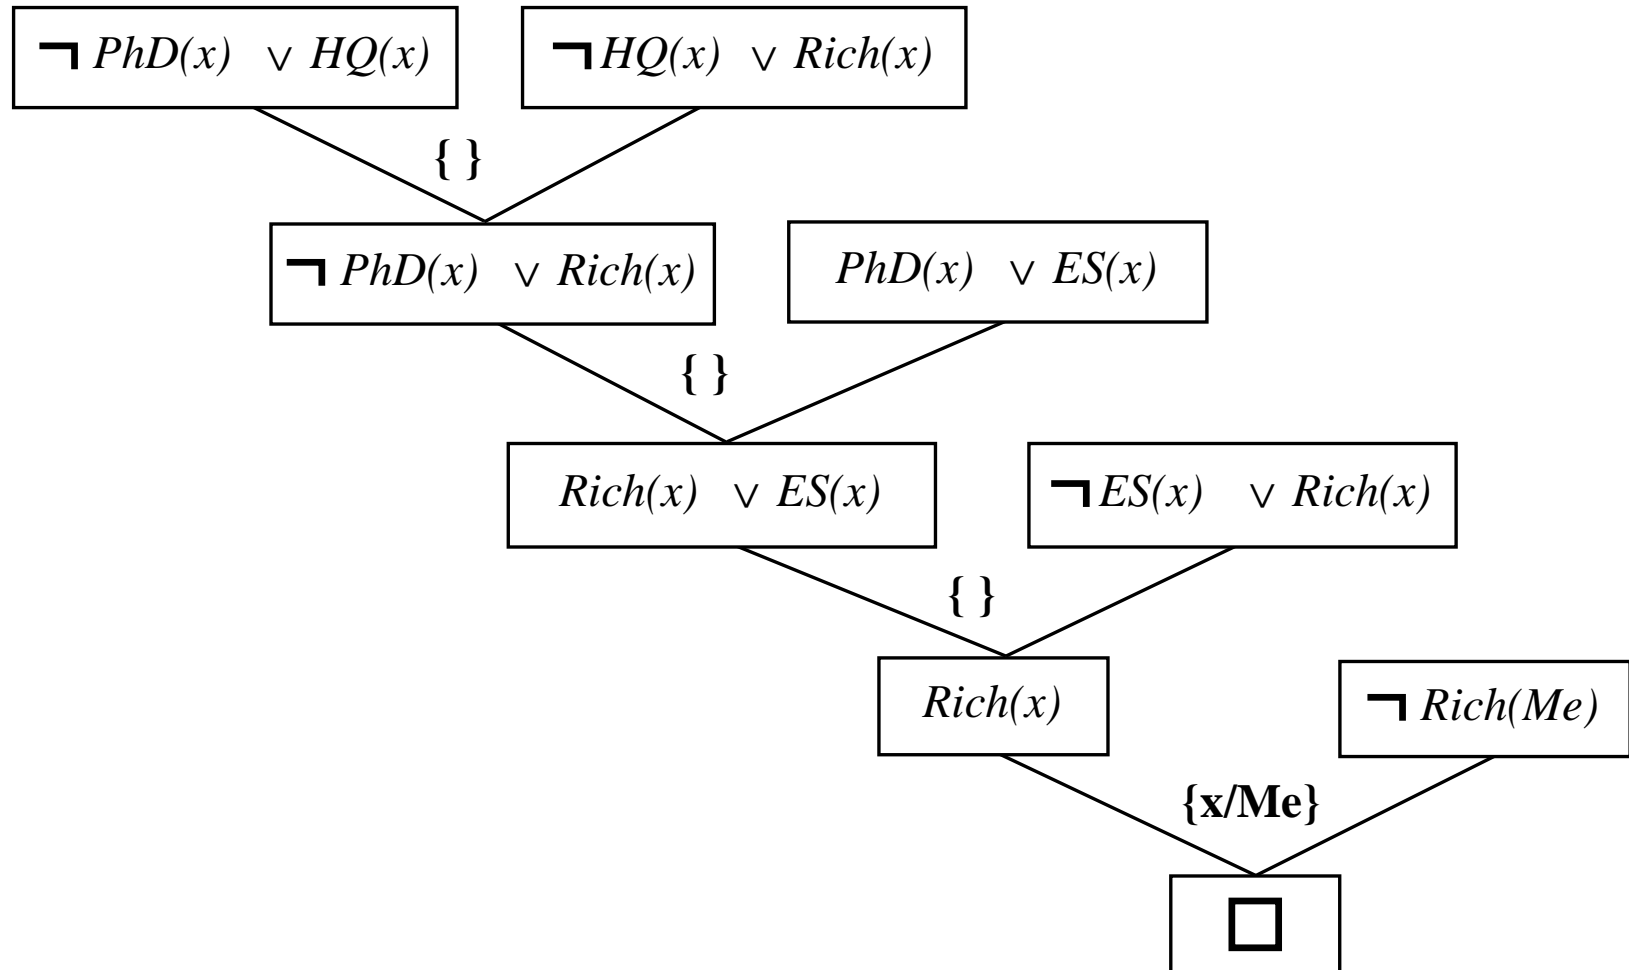 ¬ PhD(x) ∨ HQ(x)
¬ HQ(x) ∨ Rich(x)
{ }
¬ PhD(x) ∨ Rich(x)
PhD(x) ∨ ES(x)
{ }
Rich(x) ∨ ES(x)
¬ ES(x) ∨ Rich(x)
{ }
Rich(x)
¬ Rich(Me)
{x/Me}
□